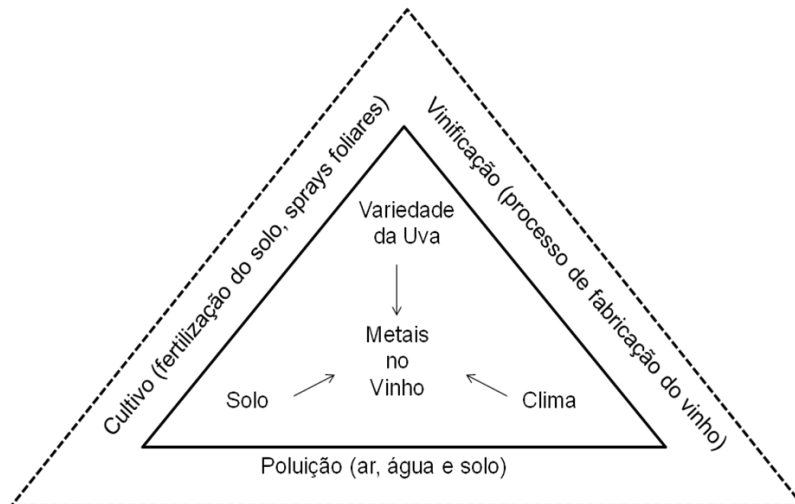 Cultivo (fertilização do solo, sprays foliares)
Vinificação (processo de fabricação do vinho)
Variedade
da Uva
Metais
no
Vinho
Solo
Clima
Poluição (ar, água e solo)